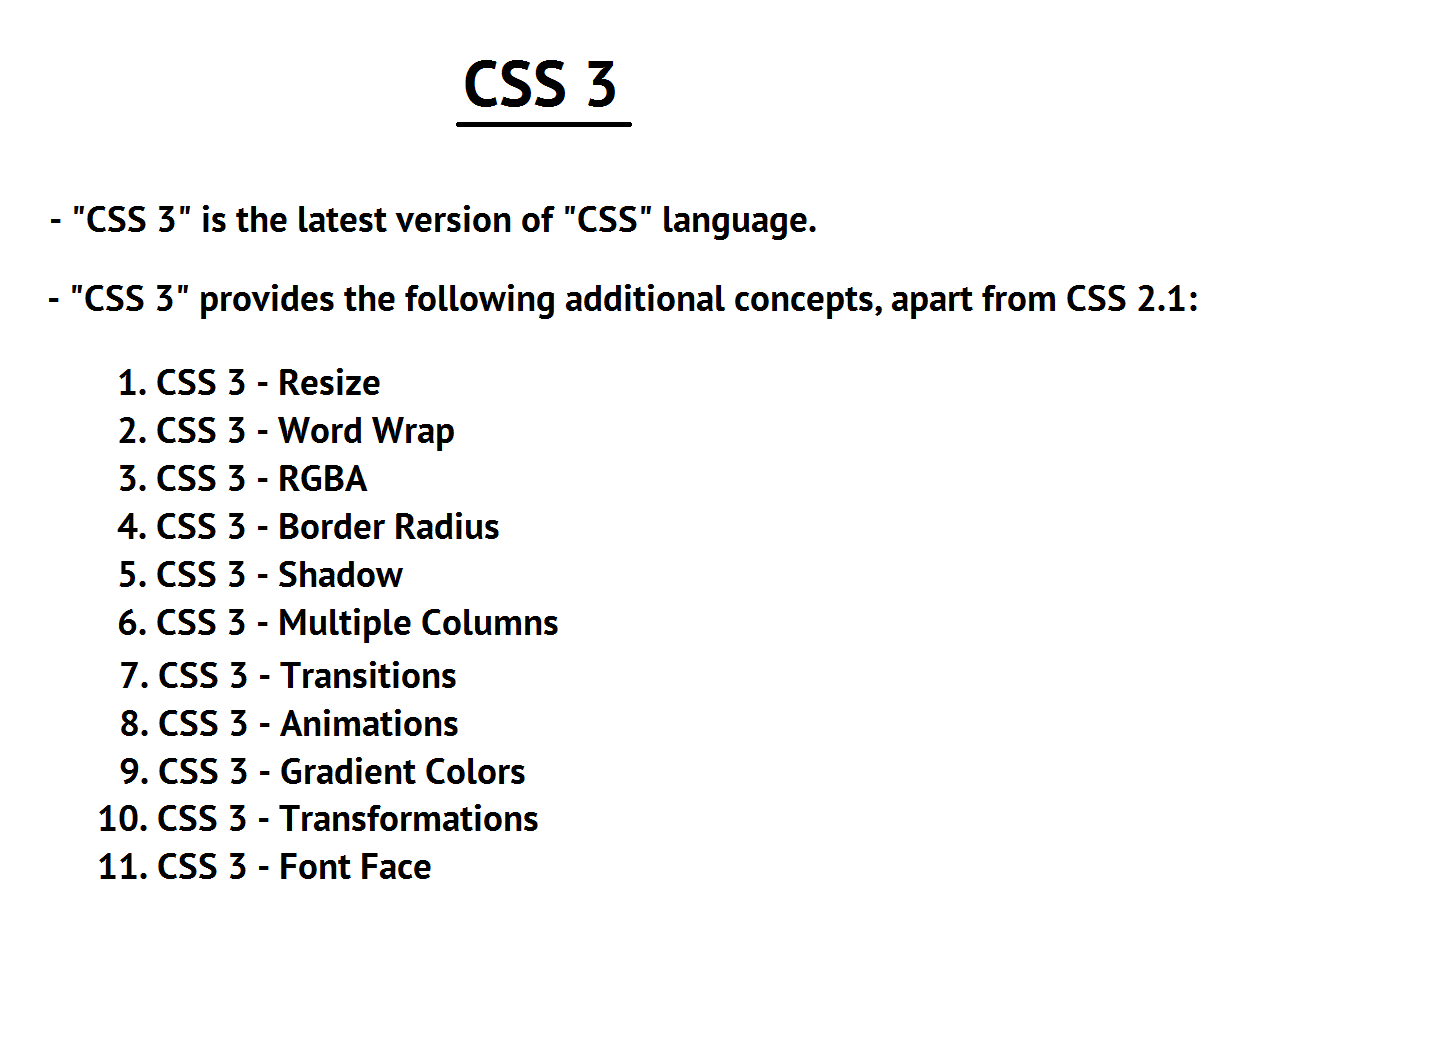 CSS 3
- "CSS 3" is the latest version of "CSS" language.
- "CSS 3" provides the following additional concepts, apart from CSS 2.1:
1. CSS 3 - Resize
2. CSS 3 - Word Wrap
3. CSS 3 - RGBA
4. CSS 3 - Border Radius
5. CSS 3 - Shadow
6. CSS 3 - Multiple Columns
7. CSS 3 - Transitions
8. CSS 3 - Animations
9. CSS 3 - Gradient Colors
10. CSS 3 - Transformations
11. CSS 3 - Font Face